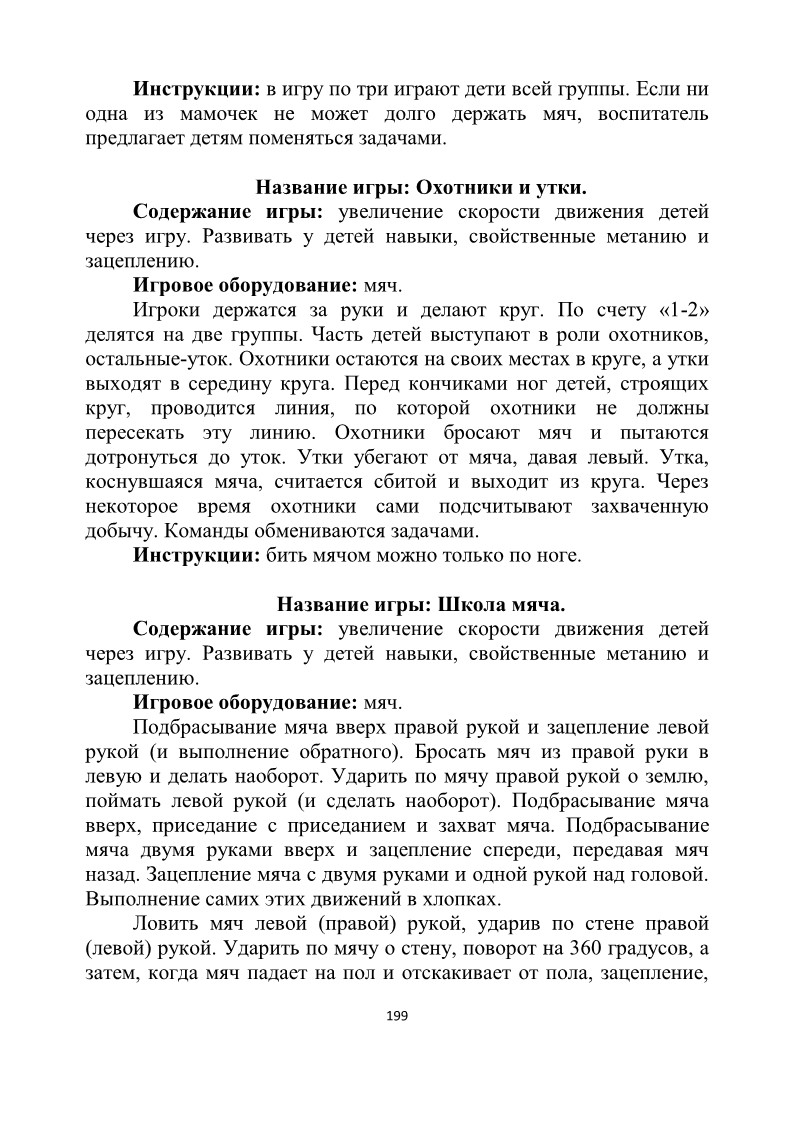 Инструкции: в игру по три играют дети всей группы. Если ни
одна из мамочек не может долго держать мяч, воспитатель
предлагает детям поменяться задачами.
Название игры: Охотники и утки.
Содержание игры: увеличение скорости движения детей
через игру. Развивать у детей навыки, свойственные метанию и
зацеплению.
Игровое оборудование: мяч.
Игроки держатся за руки и делают круг. По счету «1-2»
делятся на две группы. Часть детей выступают в роли охотников,
остальные-уток. Охотники остаются на своих местах в круге, а утки
выходят в середину круга. Перед кончиками ног детей, строящих
круг, проводится линия, по которой охотники не должны
пересекать эту линию. Охотники бросают мяч и пытаются
дотронуться до уток. Утки убегают от мяча, давая левый. Утка,
коснувшаяся мяча, считается сбитой и выходит из круга. Через
некоторое время охотники сами подсчитывают захваченную
добычу. Команды обмениваются задачами.
Инструкции: бить мячом можно только по ноге.
Название игры: Школа мяча.
Содержание игры: увеличение скорости движения детей
через игру. Развивать у детей навыки, свойственные метанию и
зацеплению.
Игровое оборудование: мяч.
Подбрасывание мяча вверх правой рукой и зацепление левой
рукой (и выполнение обратного). Бросать мяч из правой руки в
левую и делать наоборот. Ударить по мячу правой рукой о землю,
поймать левой рукой (и сделать наоборот). Подбрасывание мяча
вверх, приседание с приседанием и захват мяча. Подбрасывание
мяча двумя руками вверх и зацепление спереди, передавая мяч
назад. Зацепление мяча с двумя руками и одной рукой над головой.
Выполнение самих этих движений в хлопках.
Ловить мяч левой (правой) рукой, ударив по стене правой
(левой) рукой. Ударить по мячу о стену, поворот на 360 градусов, а
затем, когда мяч падает на пол и отскакивает от пола, зацепление,
199